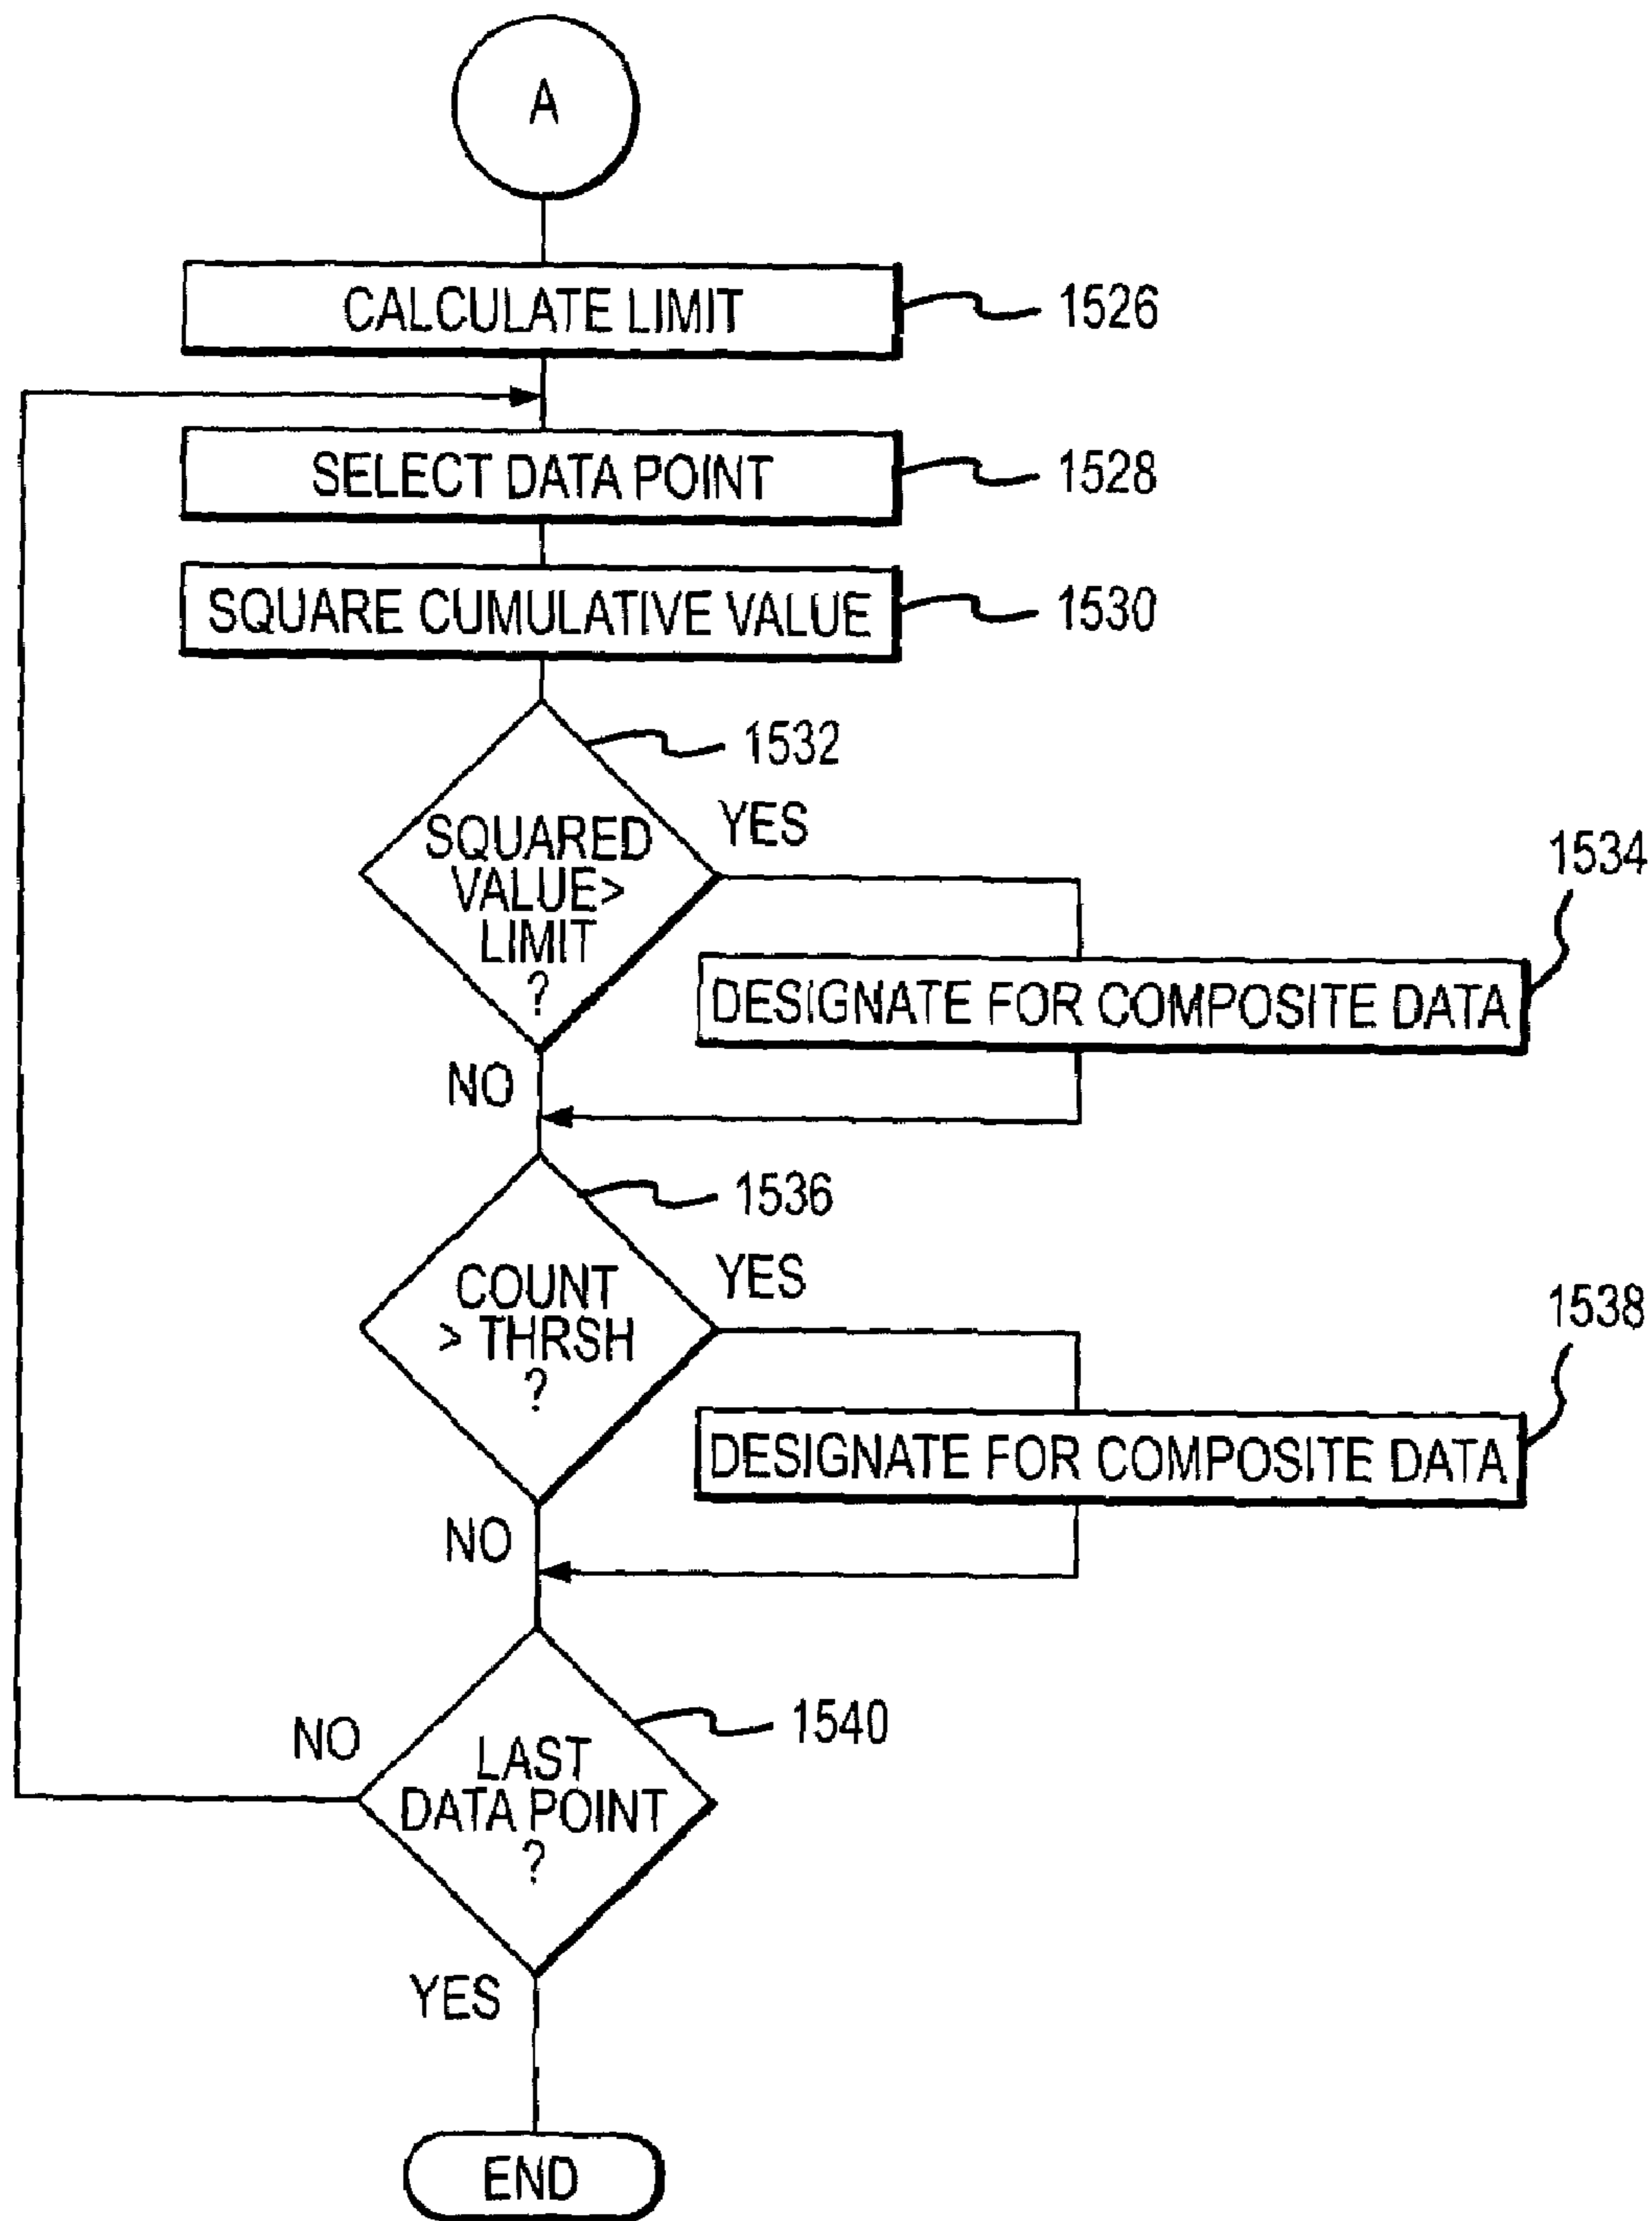 A
CALCULATE LIMIT
1526
SELECT DATA POINT
1528
SQUARE CUMULATIVE VALUE
1530
1532
SQUARED
VALUE>
LIMIT
?
YES
1534
DESIGNATE FOR COMPOSITE DATA
NO
1536
COUNT
> THRSH
?
YES
1538
DESIGNATE FOR COMPOSITE DATA
NO
1540
NO
LAST
DATA POINT
?
YES
END